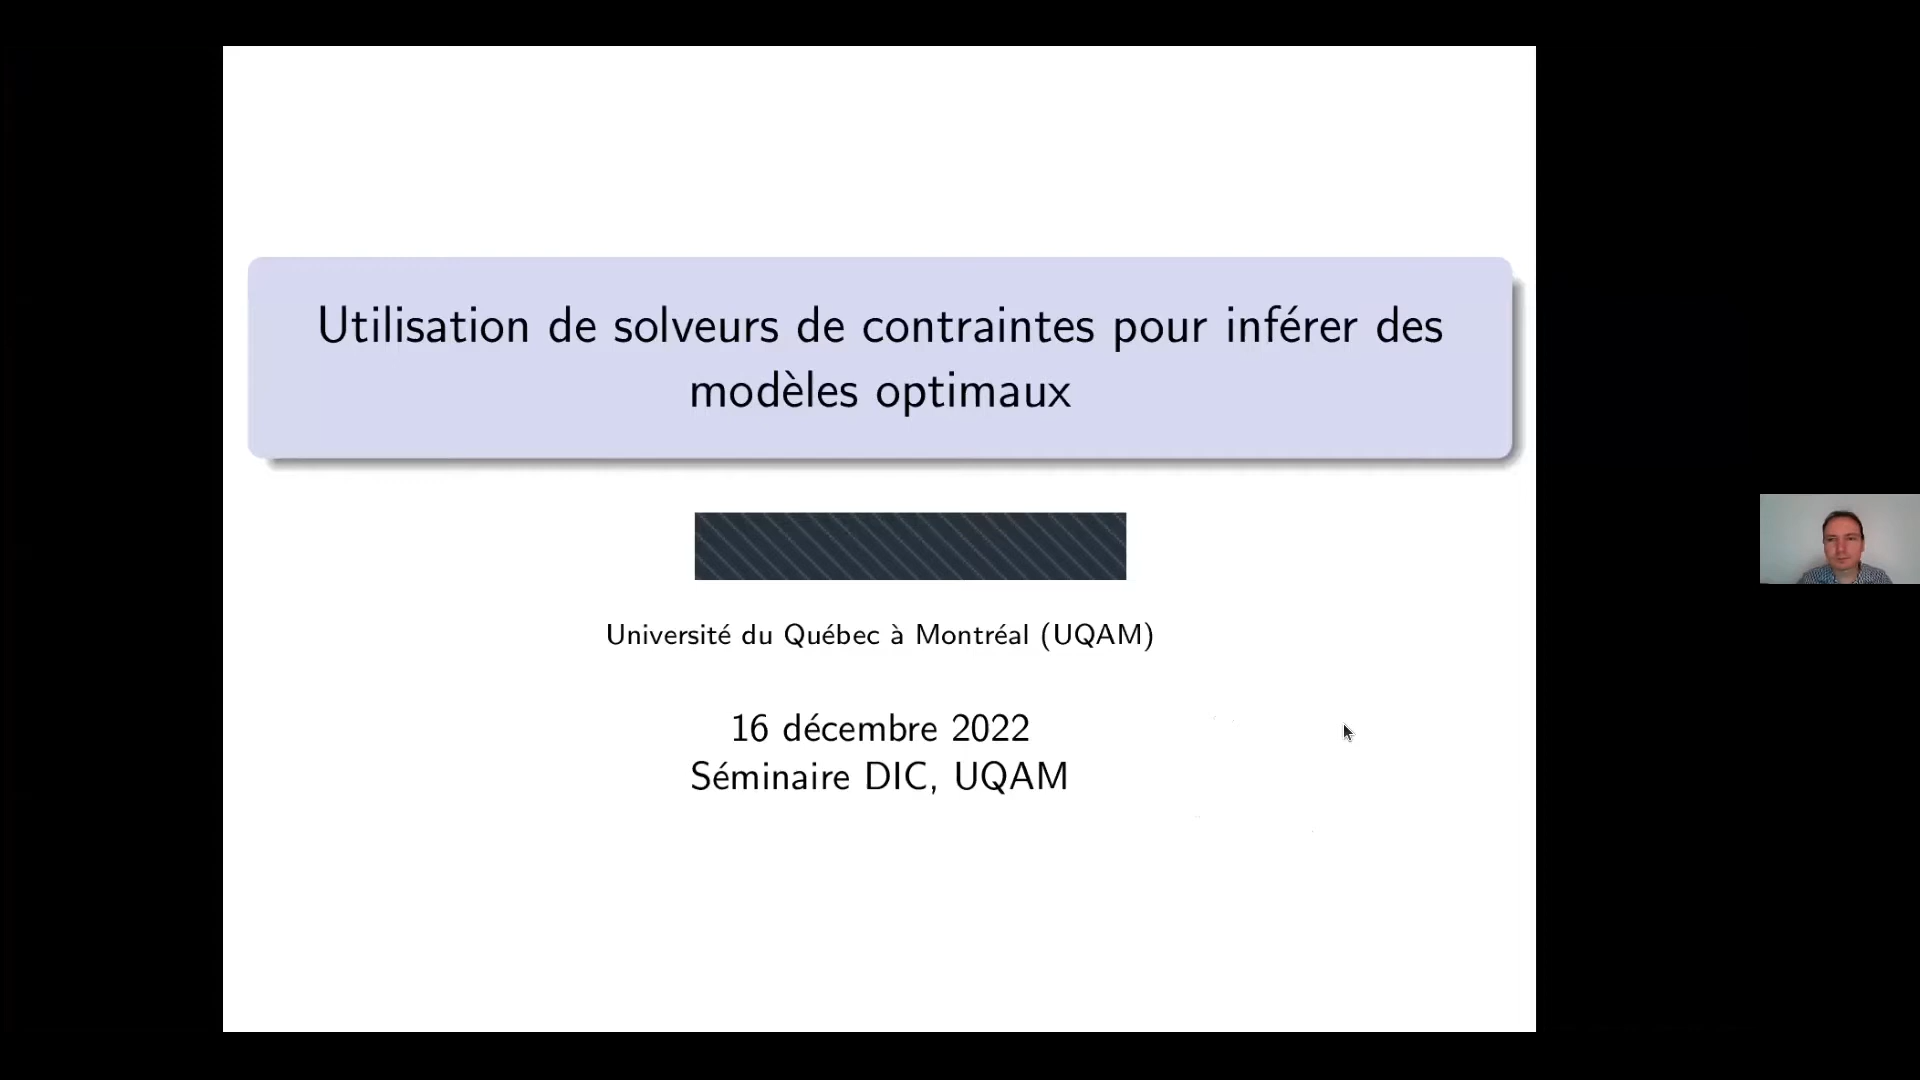 Utilisation de solveurs de contraintes pour inférer des
modèles optimaux
Université du Québec à Montréal (UQAM)
16 décembre 2022
Séminaire DIC, UQAM